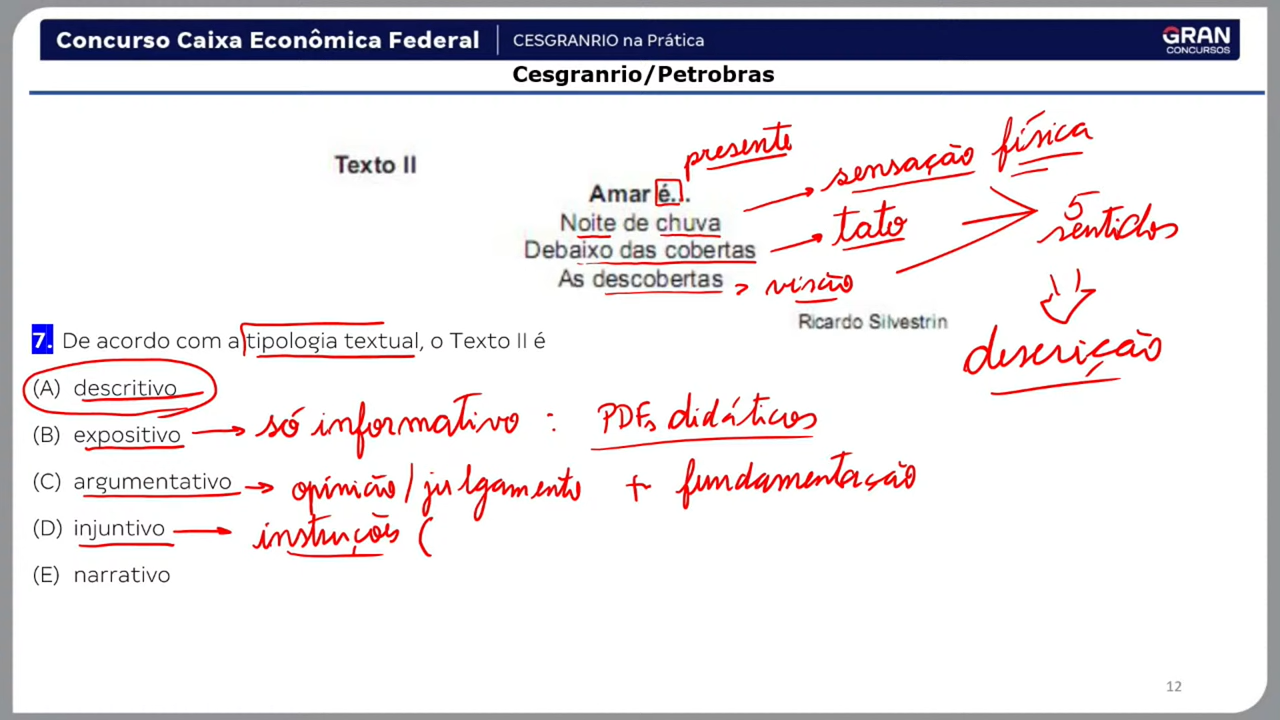 Concurso Caixa Econômica Federal | CESGRANRIO na Prática
GRAN
CONCURSOS
Cesgranrio/Petrobras
Texto II
presente
sensação física
Amar é...
Noite de chuva
tato
5
sentidos
Debaixo das cobertas
As descobertas
visão
Ricardo Silvestrin
descrição
7. De acordo com a tipologia textual, o Texto II é
(A) descritivo
(B) expositivo → só informativo : PDFs didáticos
(C) argumentativo → opinião/julgamento + fundamentação
(D) injuntivo → instruções (
(E) narrativo
12